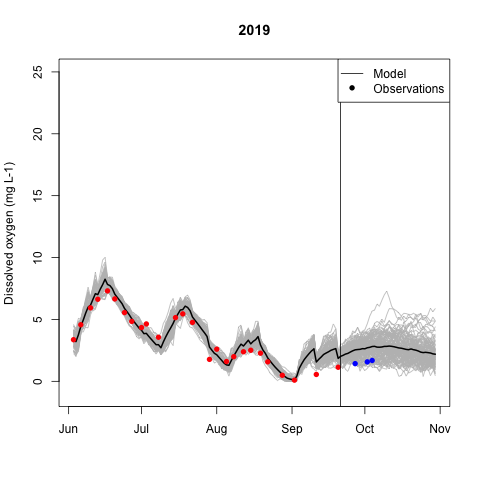 2019
Model
Observations
Dissolved oxygen (mg L-1)
25
20
15
10
5
0
Jun Jul Aug Sep Oct Nov